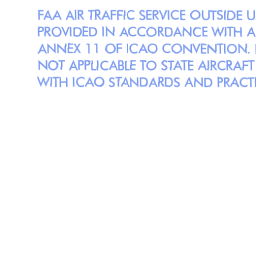 FAA AIR TRAFFIC SERVICE OUTSIDE U
PROVIDED IN ACCORDANCE WITH A
ANNEX 11 OF ICAO CONVENTION.
NOT APPLICABLE TO STATE AIRCRAFT
WITH ICAO STANDARDS AND PRACTI